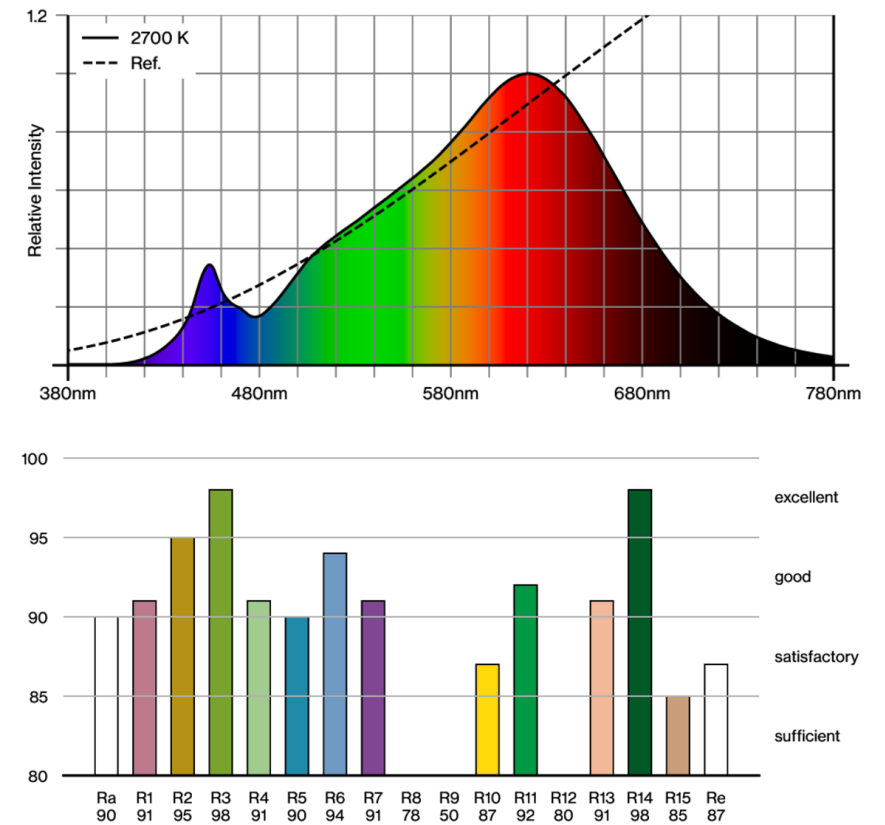 1.2
2700 K
Ref.
Relative Intensity
380nm 480nm 580nm 680nm 780nm
100
excellent
95
good
90
satisfactory
85
sufficient
80
Ra R1 R2 R3 R4 R5 R6 R7 R8 R9 R10 R11 R12 R13 R14 R15 Re
90 91 95 98 91 90 94 91 78 50 87 92 80 91 98 85 87